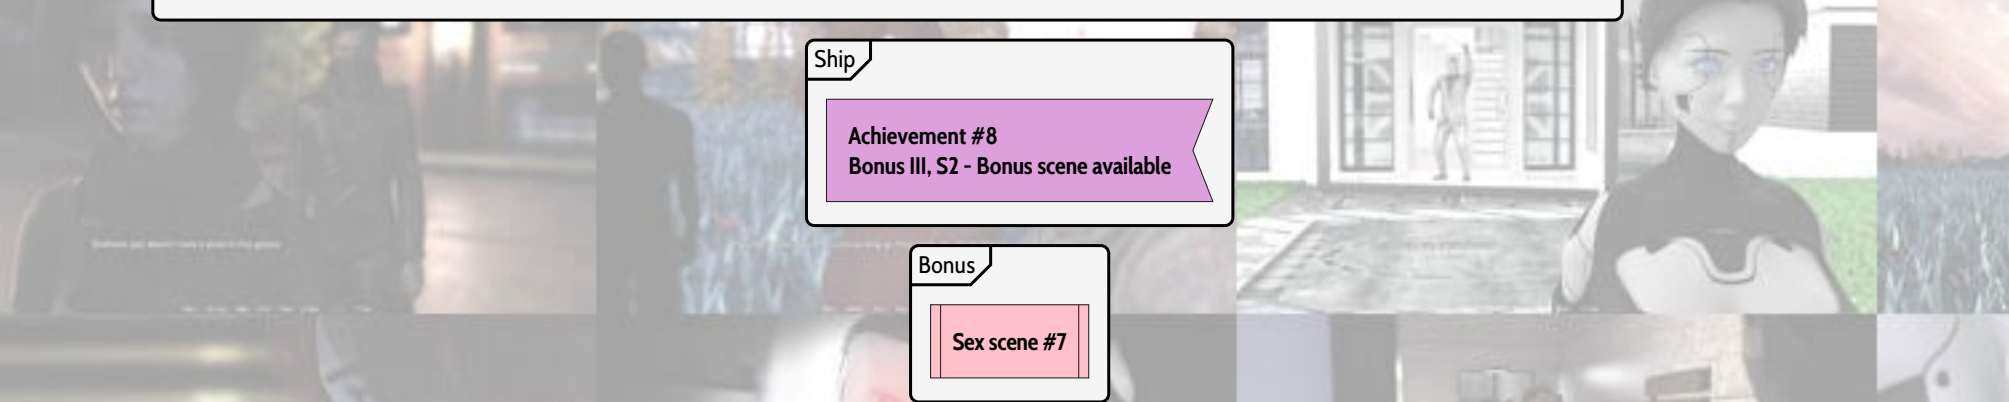 Ship
Achievement #8
Bonus III, S2 - Bonus scene available
Bonus
Sex scene #7